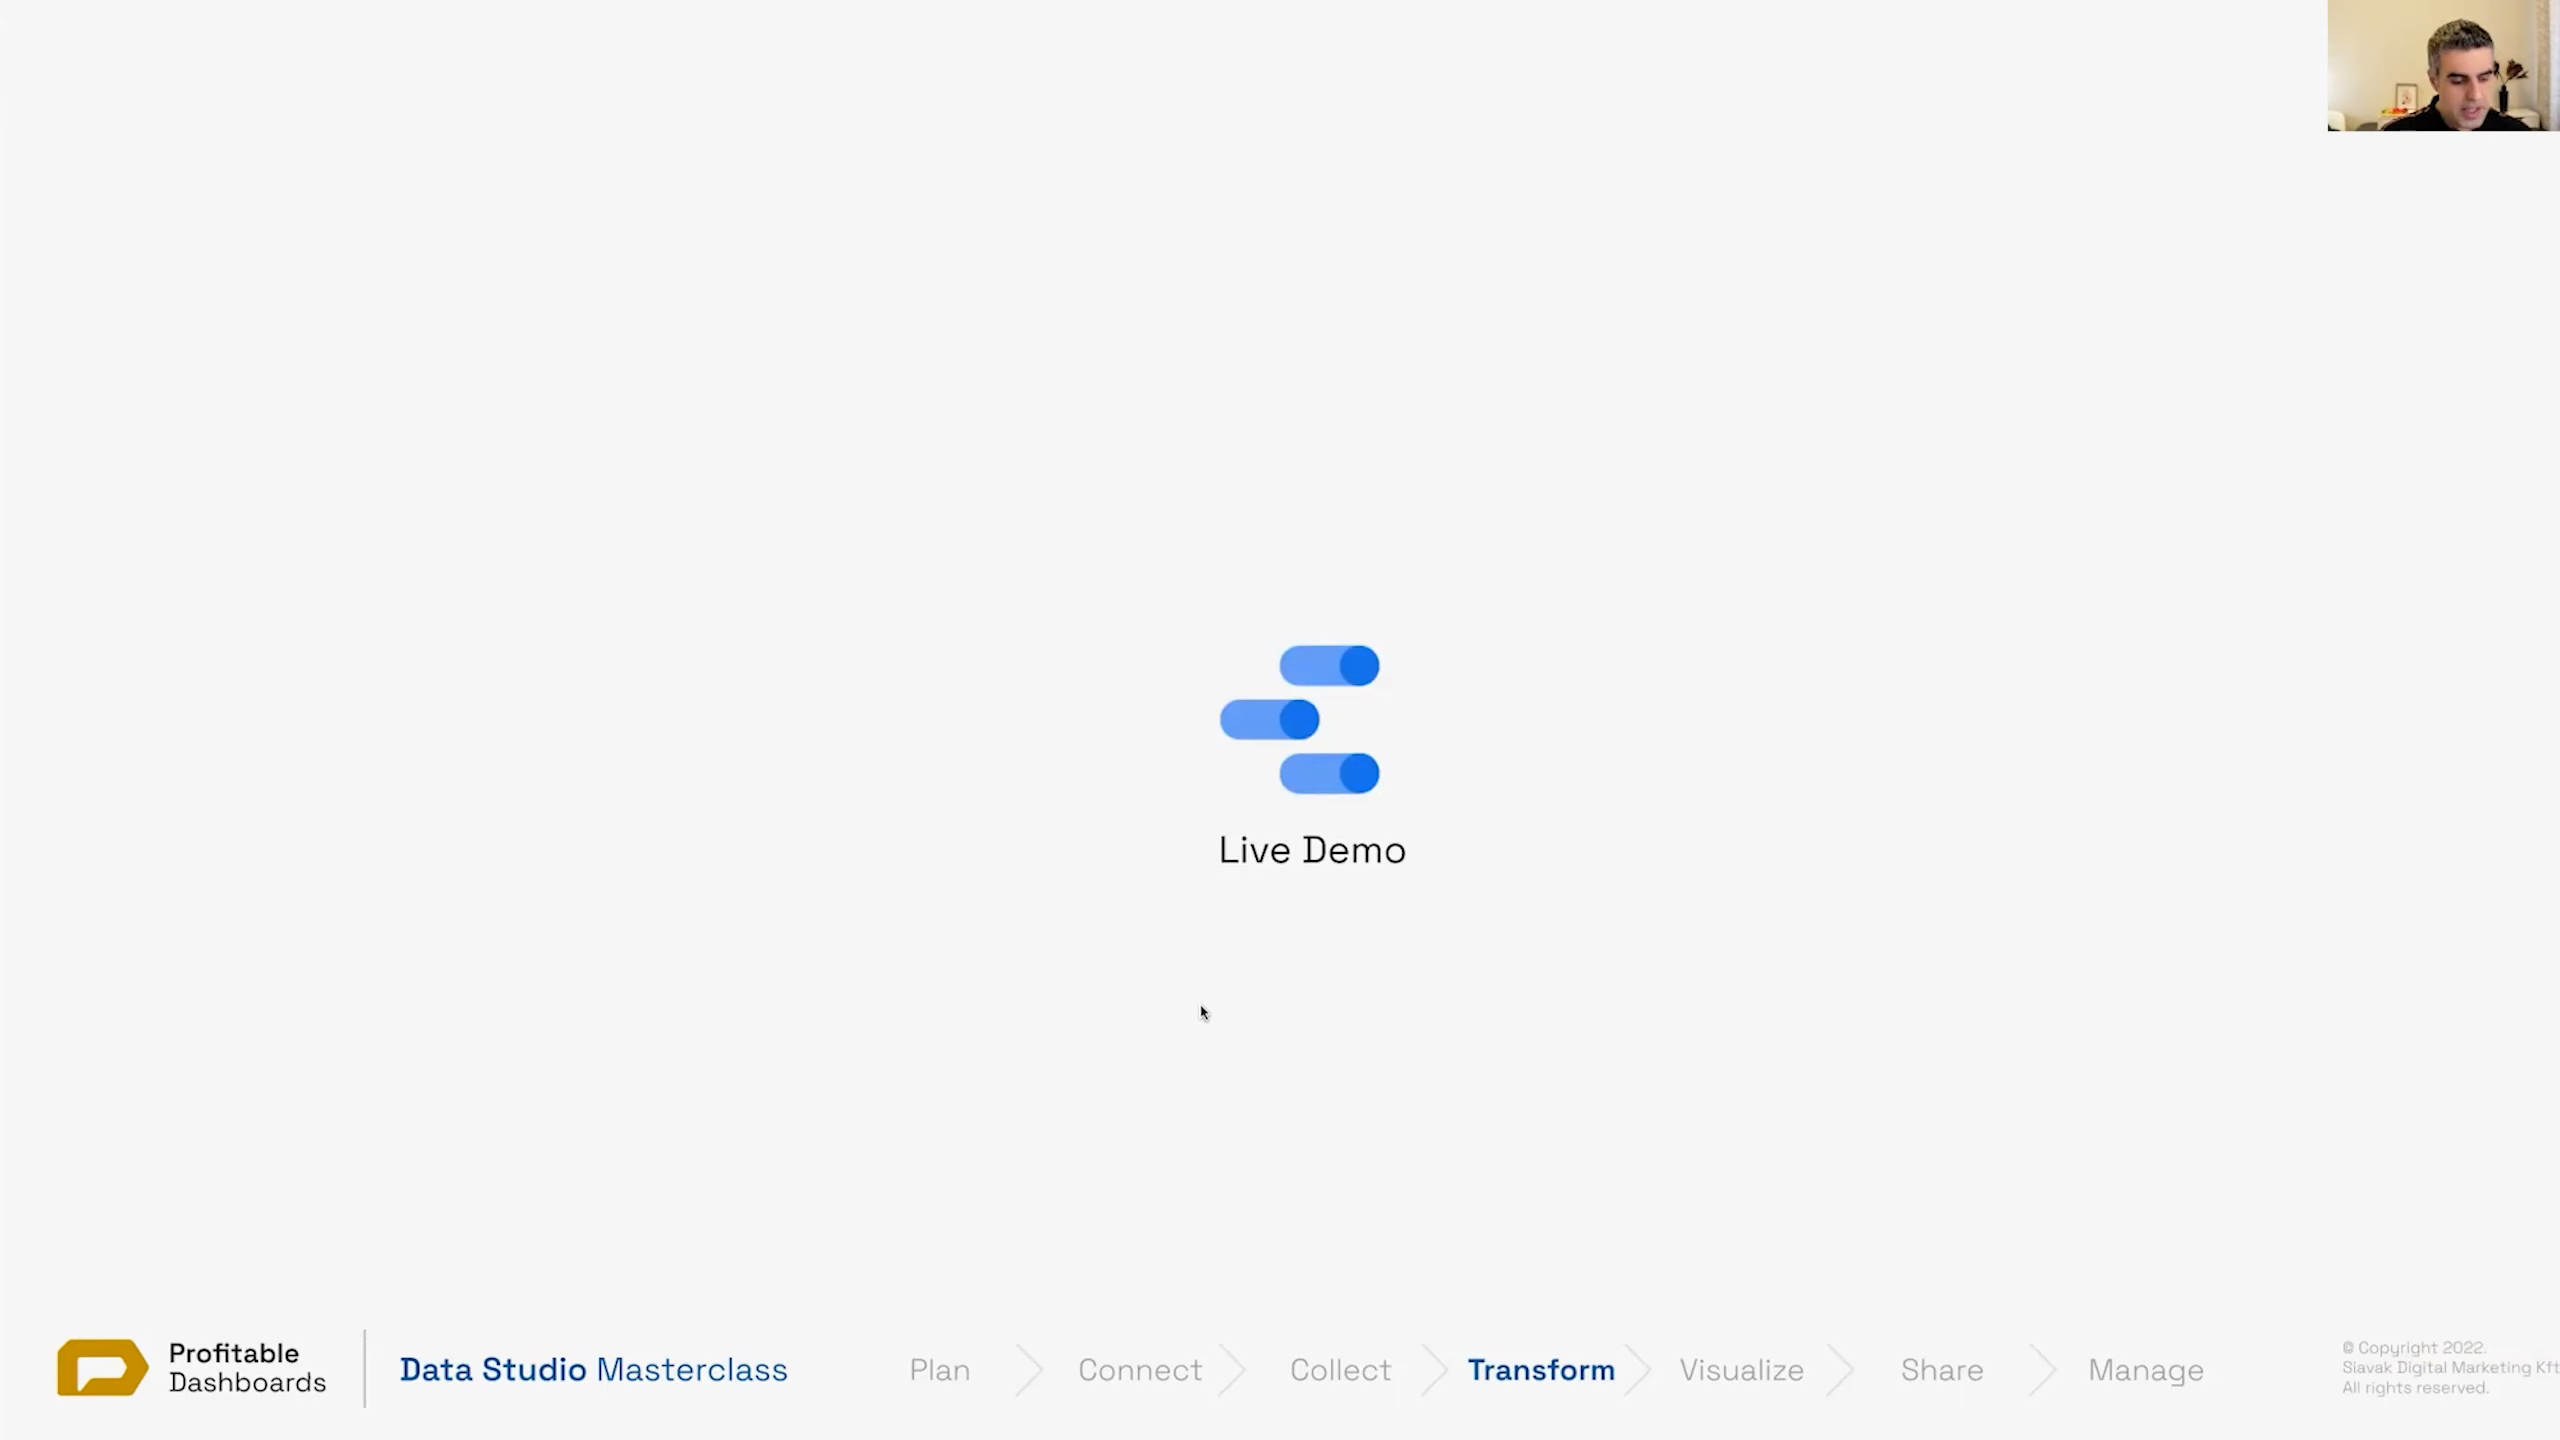 Live Demo
Profitable
Dashboards
Data Studio Masterclass
Plan
Connect
Collect
Transform
Visualize
Share
Manage
© Copyright 2022.
Slavak Digital Marketing Kft
All rights reserved.